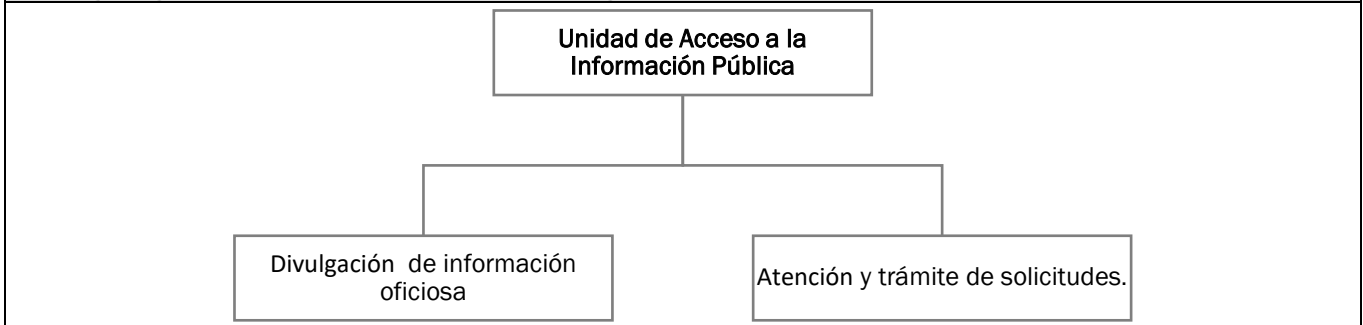 Unidad de Acceso a la
Información Pública
Divulgación  de información
oficiosa
Atención y trámite de solicitudes.